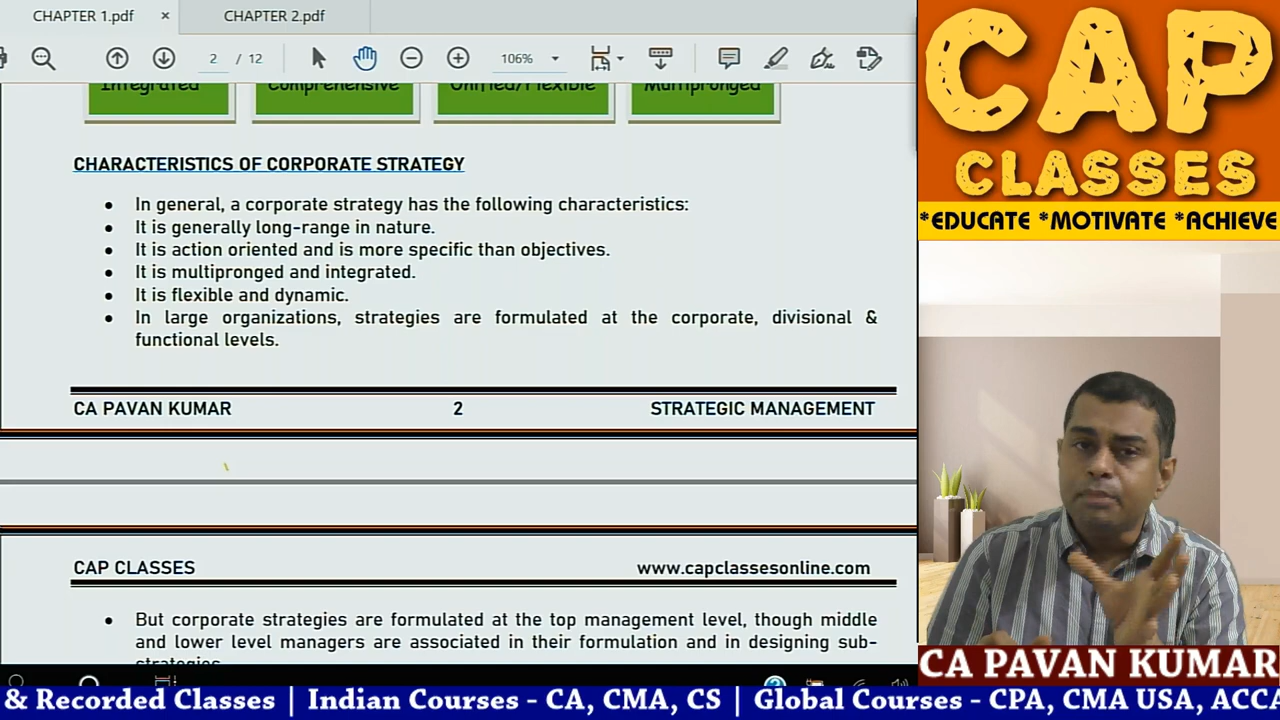 CHAPTER 1.pdf
CHAPTER 2.pdf
2 / 12
106%
Integrated
Comprehensive
Unified/Flexible
Multipronged
CHARACTERISTICS OF CORPORATE STRATEGY
• In general, a corporate strategy has the following characteristics:
• It is generally long-range in nature.
• It is action oriented and is more specific than objectives.
• It is multipronged and integrated.
• It is flexible and dynamic.
• In large organizations, strategies are formulated at the corporate, divisional &
functional levels.
CA PAVAN KUMAR 2 STRATEGIC MANAGEMENT
CAP CLASSES www.capclassesonline.com
• But corporate strategies are formulated at the top management level, though middle
and lower level managers are associated in their formulation and in designing sub-
strategies.
CAP
CLASSES
*EDUCATE *MOTIVATE *ACHIEVE
CA PAVAN KUMAR
& Recorded Classes | Indian Courses - CA, CMA, CS | Global Courses - CPA, CMA USA, ACCA